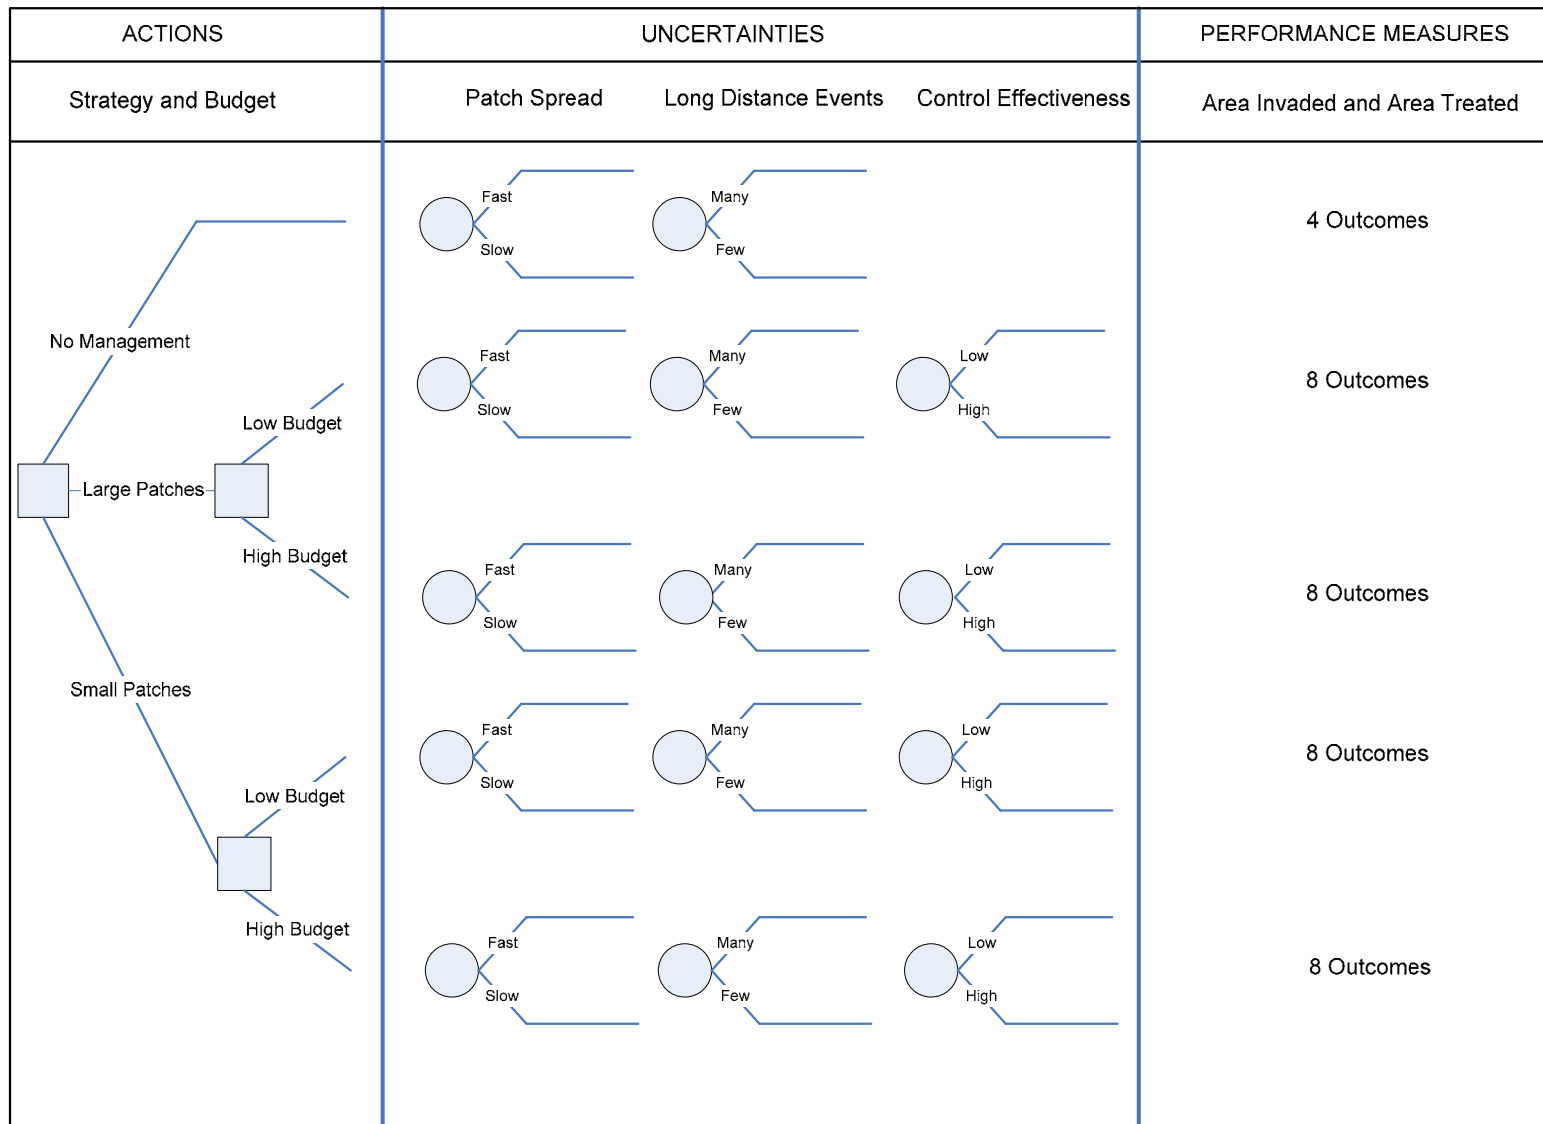 ACTIONS
UNCERTAINTIES
PERFORMANCE MEASURES
Strategy and Budget
Patch Spread
Long Distance Events
Control Effectiveness
Area Invaded and Area Treated
Fast
Many
4 Outcomes
Slow
Few
No Management
Fast
Many
Low
8 Outcomes
Low Budget
Slow
Few
High
Large Patches
High Budget
Fast
Many
Low
8 Outcomes
Slow
Few
High
Small Patches
Fast
Many
Low
8 Outcomes
Low Budget
Slow
Few
High
High Budget
Fast
Many
Low
8 Outcomes
Slow
Few
High